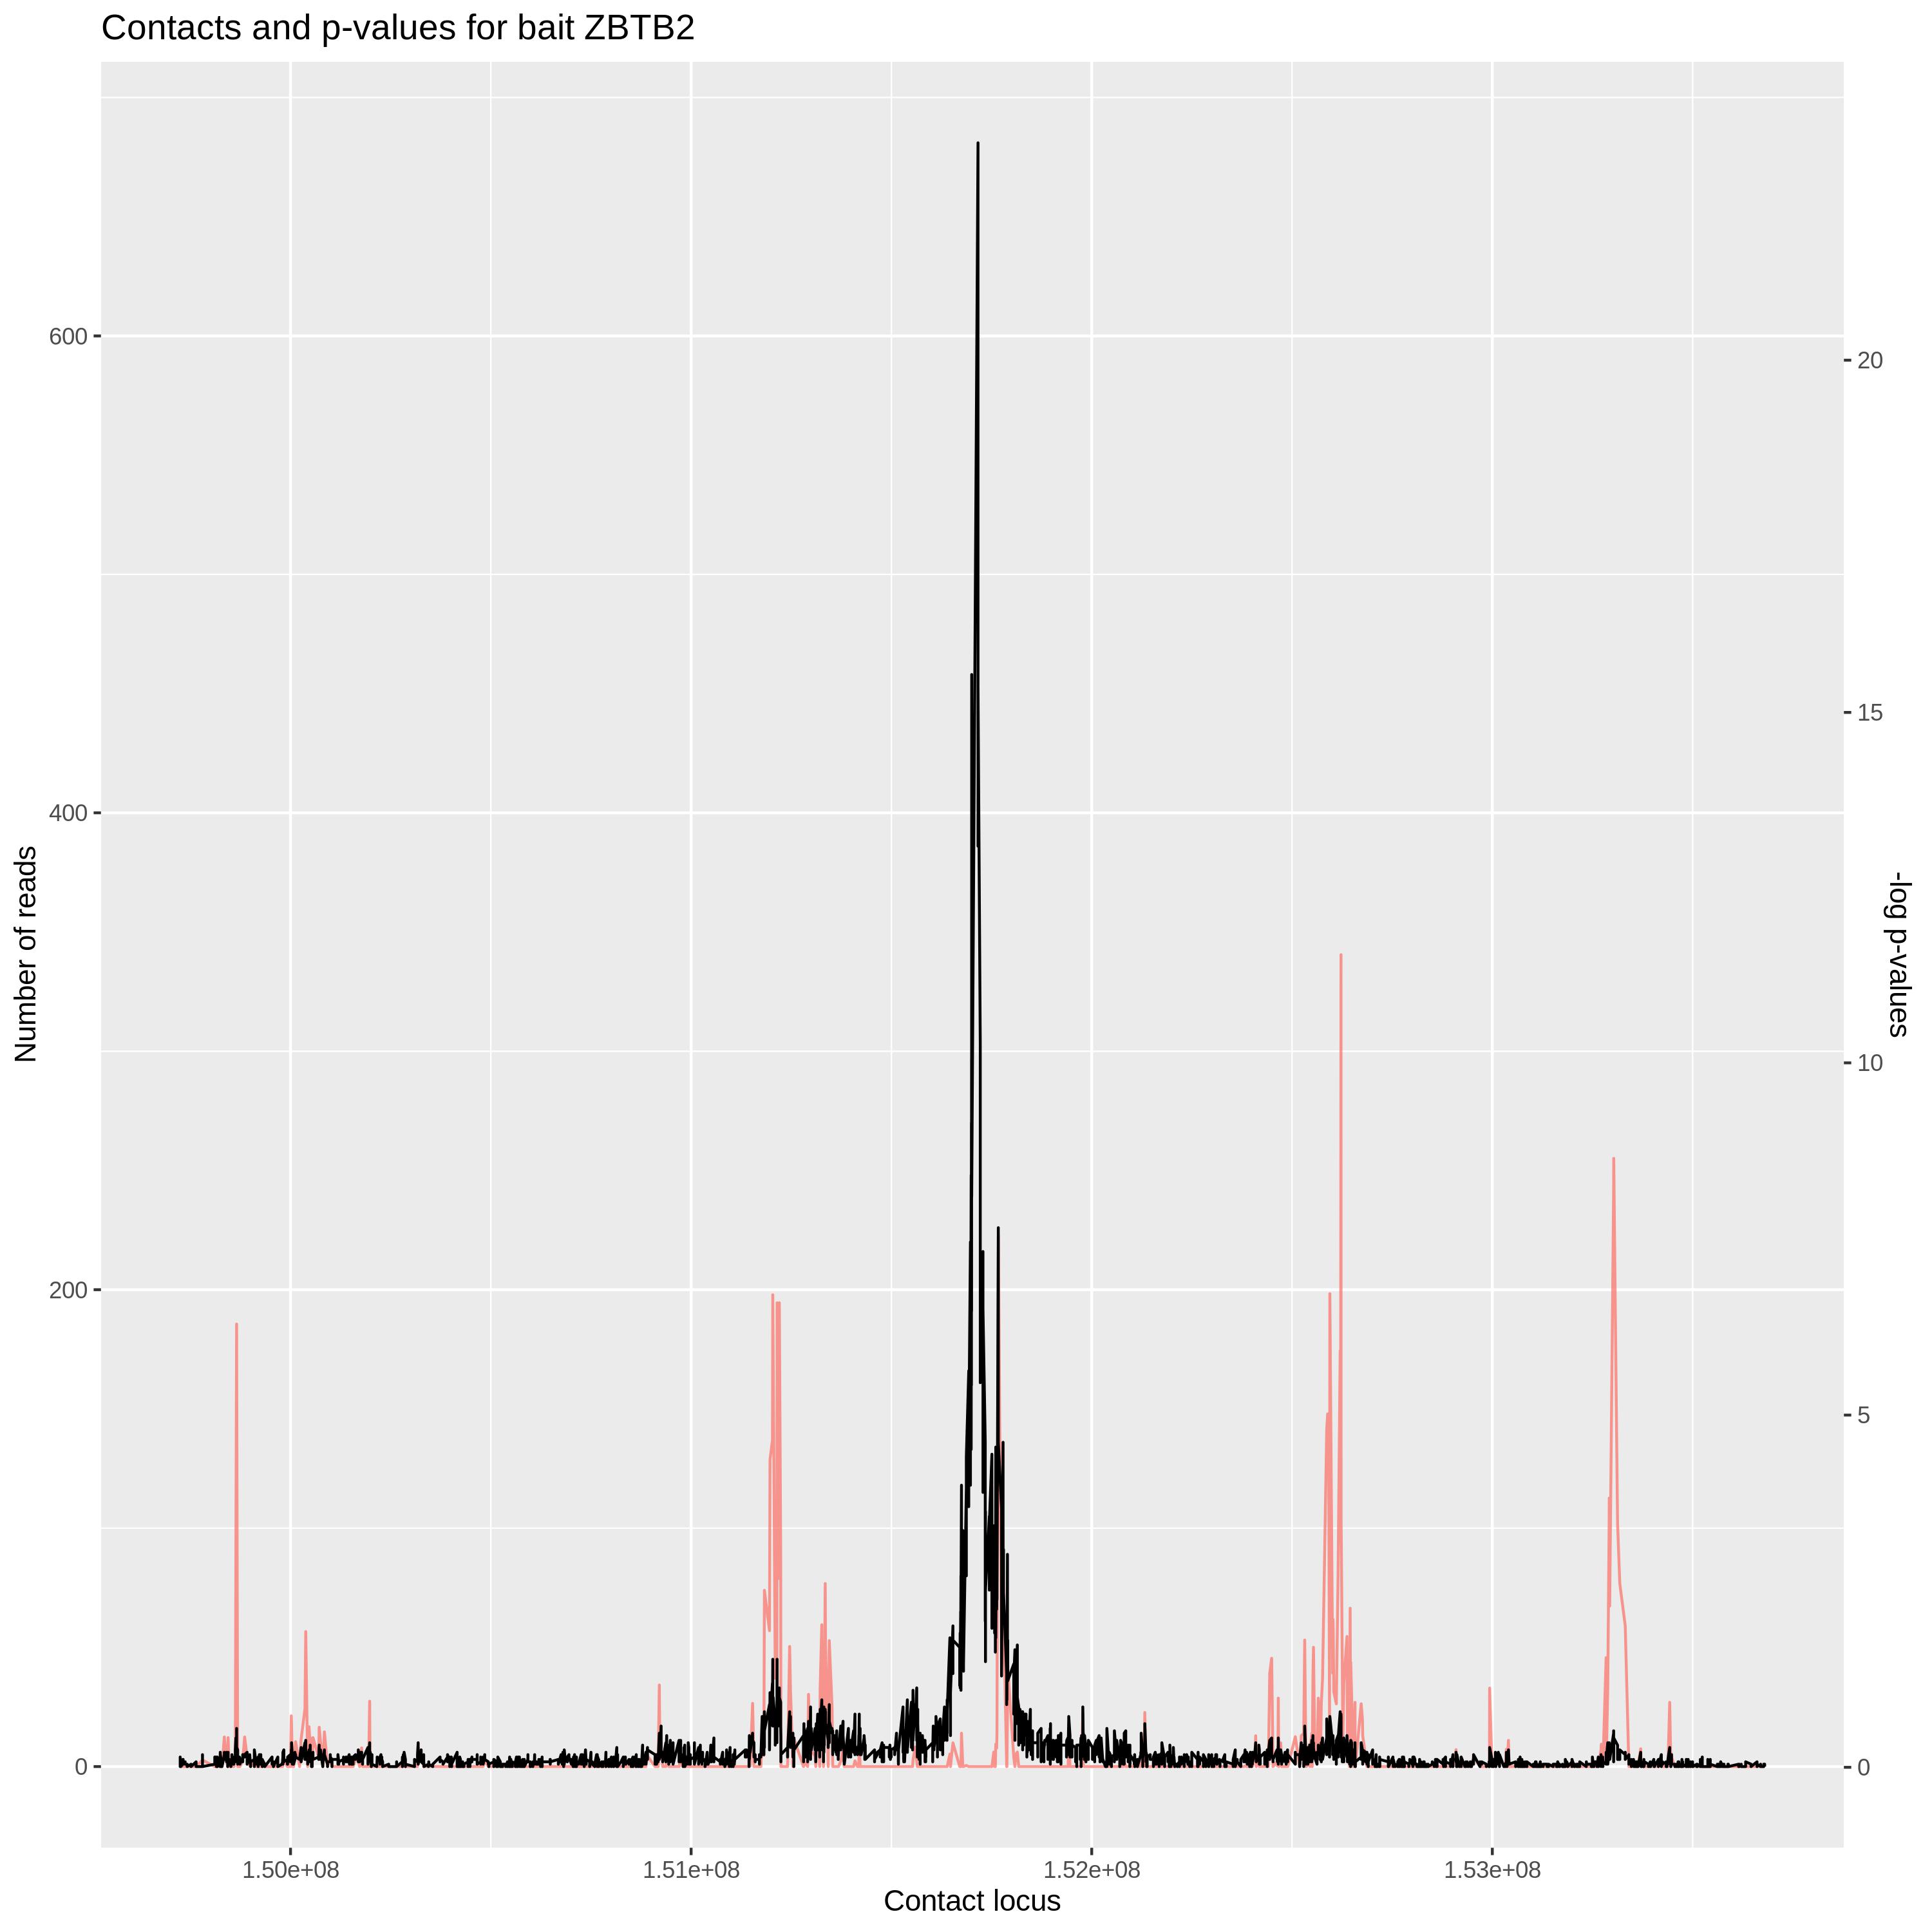 Contacts and p-values for bait ZBTB2
600
400
200
0
Number of reads
20
15
10
5
0
-log p-values
1.50e+08
1.51e+08
1.52e+08
1.53e+08
Contact locus